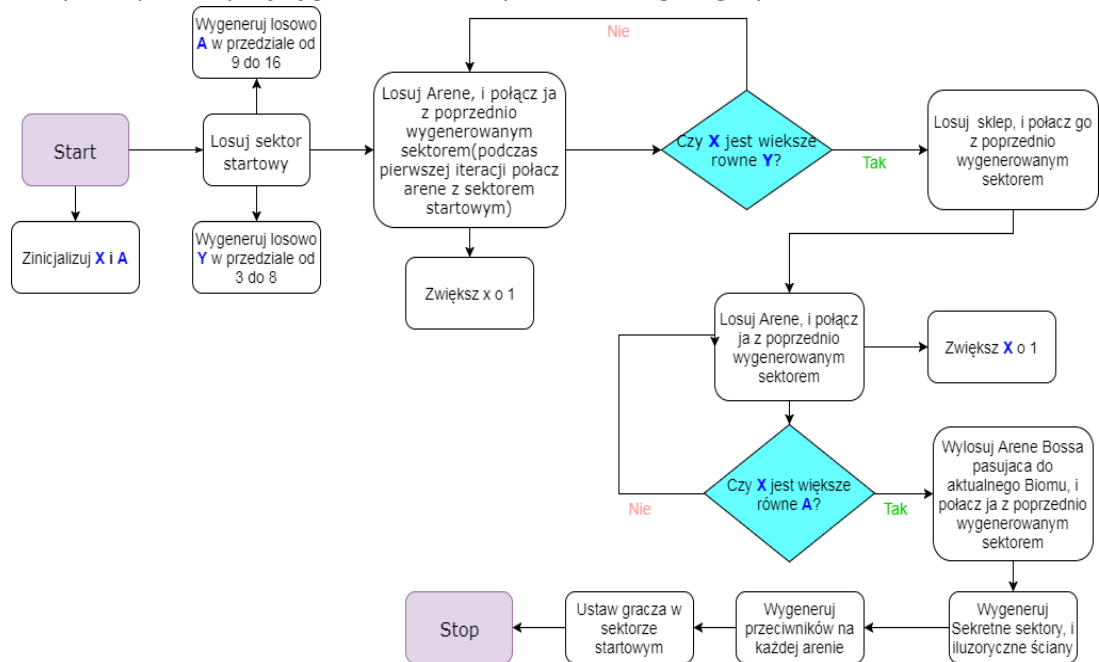 Start
Zinicjalizuj X i A
Losuj sektor
startowy
Wygeneruj losowo
A w przedziale od
9 do 16
Wygeneruj losowo
Y w przedziale od
3 do 8
Losuj Arene, i połącz ja
z poprzednio
wygenerowanym
sektorem(podczas
pierwszej iteracji połacz
arene z sektorem
startowym)
Zwiększ x o 1
Nie
Czy X jest wieksze
rowne Y?
Tak
Losuj sklep, i połacz go
z poprzednio
wygenerowanym
sektorem
Losuj Arene, i połącz
ja z poprzednio
wygenerowanym
sektorem
Zwiększ X o 1
Czy X jest większe
równe A?
Nie
Tak
Wylosuj Arene Bossa
pasujaca do
aktualnego Biomu, i
połacz ja z poprzednio
wygenerowanym
sektorem
Wygeneruj
Sekretne sektory, i
iluzoryczne ściany
Wygeneruj
przeciwników na
każdej arenie
Ustaw gracza w
sektorze
startowym
Stop